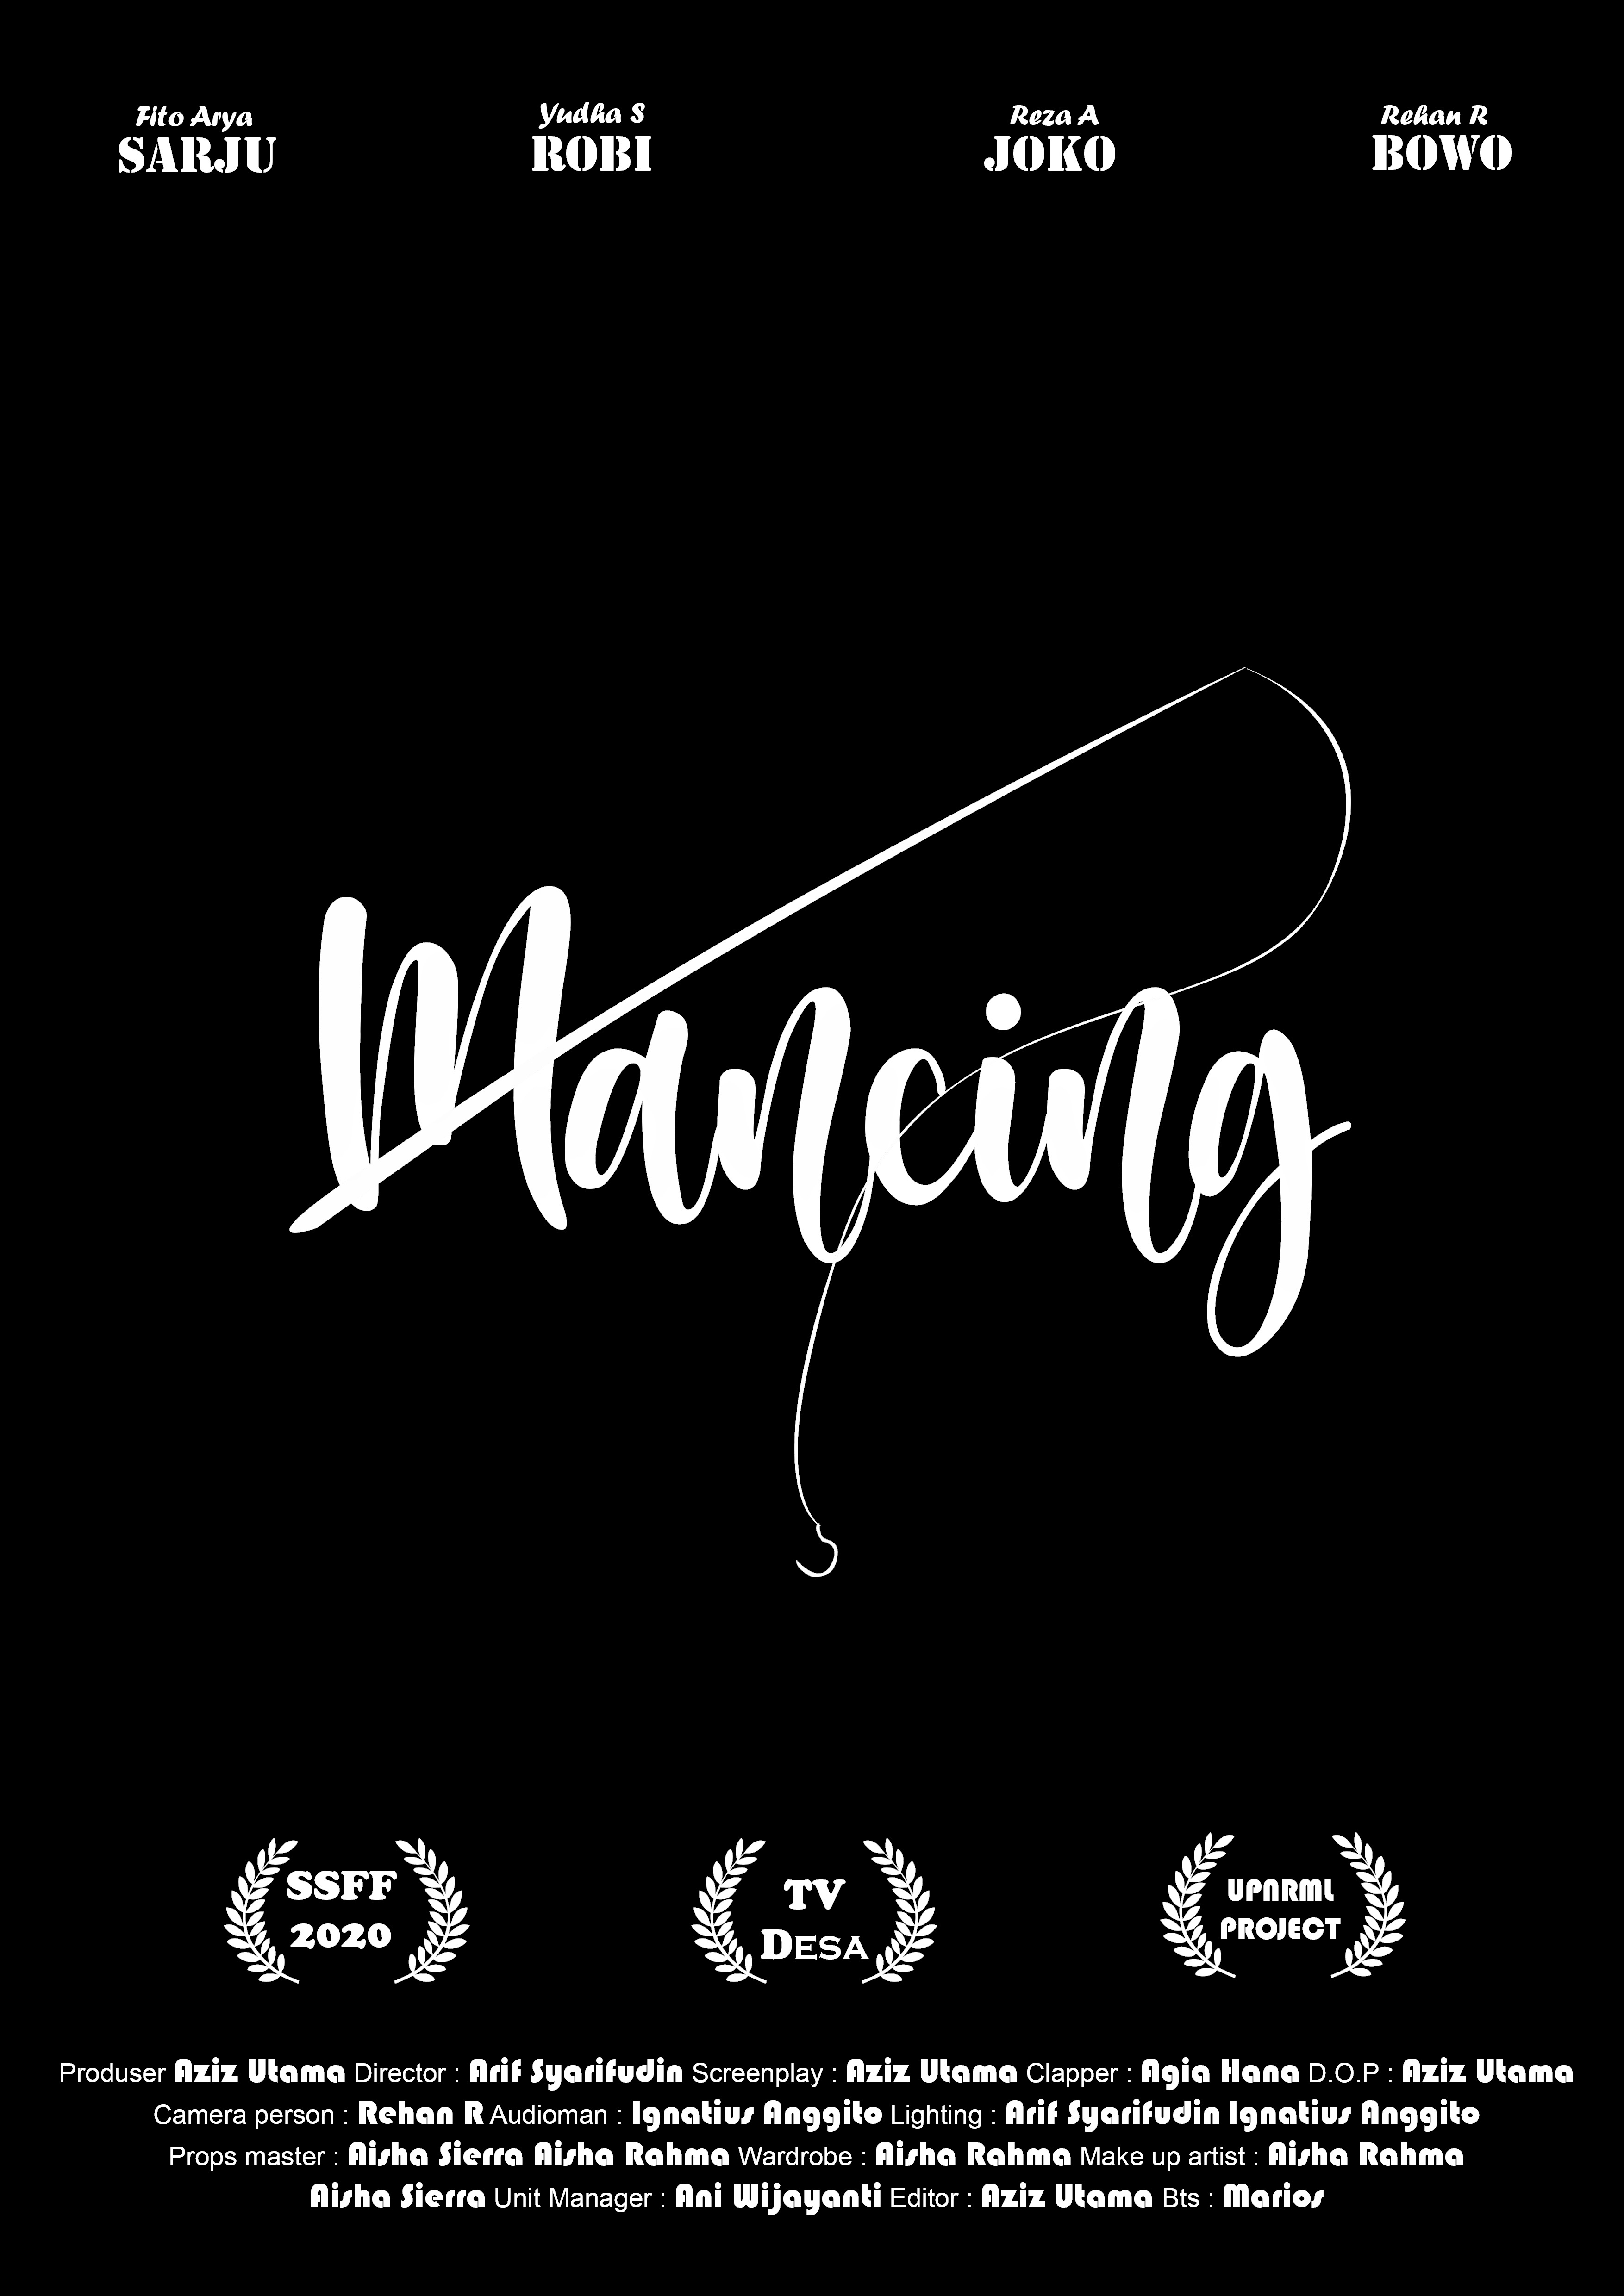 Fito Arya
SARJU
Yudha S
ROBI
Reza A
JOKO
Rehan R
BOWO
Mancing
SSFF
2020
TV
DESA
UPNRML
PROJECT
Produser Aziz Utama Director : Arif Syarifudin Screenplay : Aziz Utama Clapper : Agia Hana D.O.P : Aziz Utama
Camera person : Rehan R Audioman : Ignatius Anggito Lighting : Arif Syarifudin Ignatius Anggito
Props master : Aisha Sierra Aisha Rahma Wardrobe : Aisha Rahma Make up artist : Aisha Rahma
Aisha Sierra Unit Manager : Ani Wijayanti Editor : Aziz Utama Bts : Marios